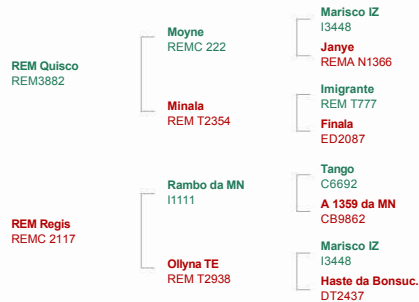 Marisco IZ
I3448
Moyne
REMC 222
Janye
REMA N1366
REM Quisco
REM3882
Imigrante
REM T777
Minala
REM T2354
Finala
ED2087
Tango
C6692
Rambo da MN
I1111
A 1359 da MN
CB9862
REM Regis
REMC 2117
Marisco IZ
I3448
Ollyna TE
REM T2938
Haste da Bonsuc.
DT2437